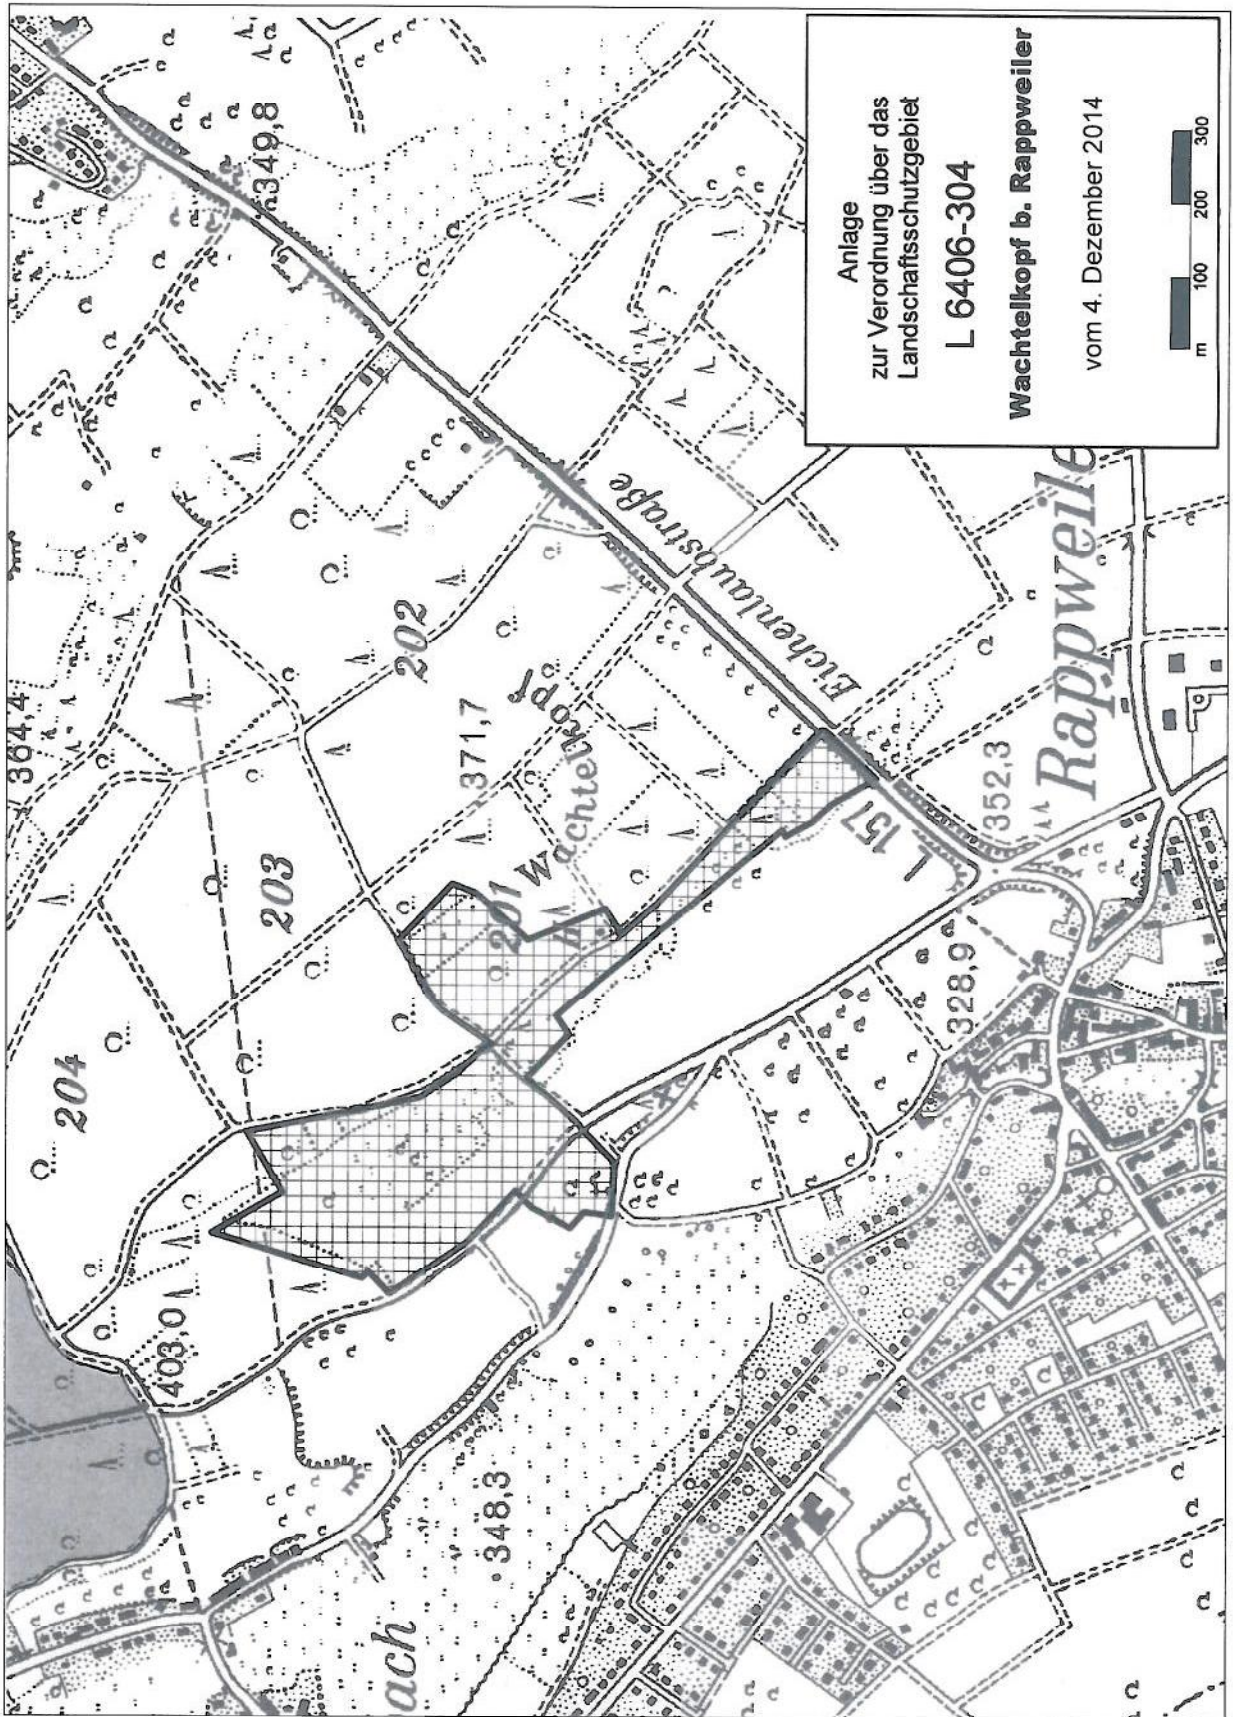 Anlage
zur Verordnung über das
Landschaftsschutzgebiet
L 6406-304
Wachtelkopf b. Rappweiler
vom 4. Dezember 2014
m 100 200 300
349,8
364,4
202
371,7
203
204
201
Wachtelkopf
Eichenlaubstraße
L 157
352,3
Rappweile
328,9
403,0
348,3
ach